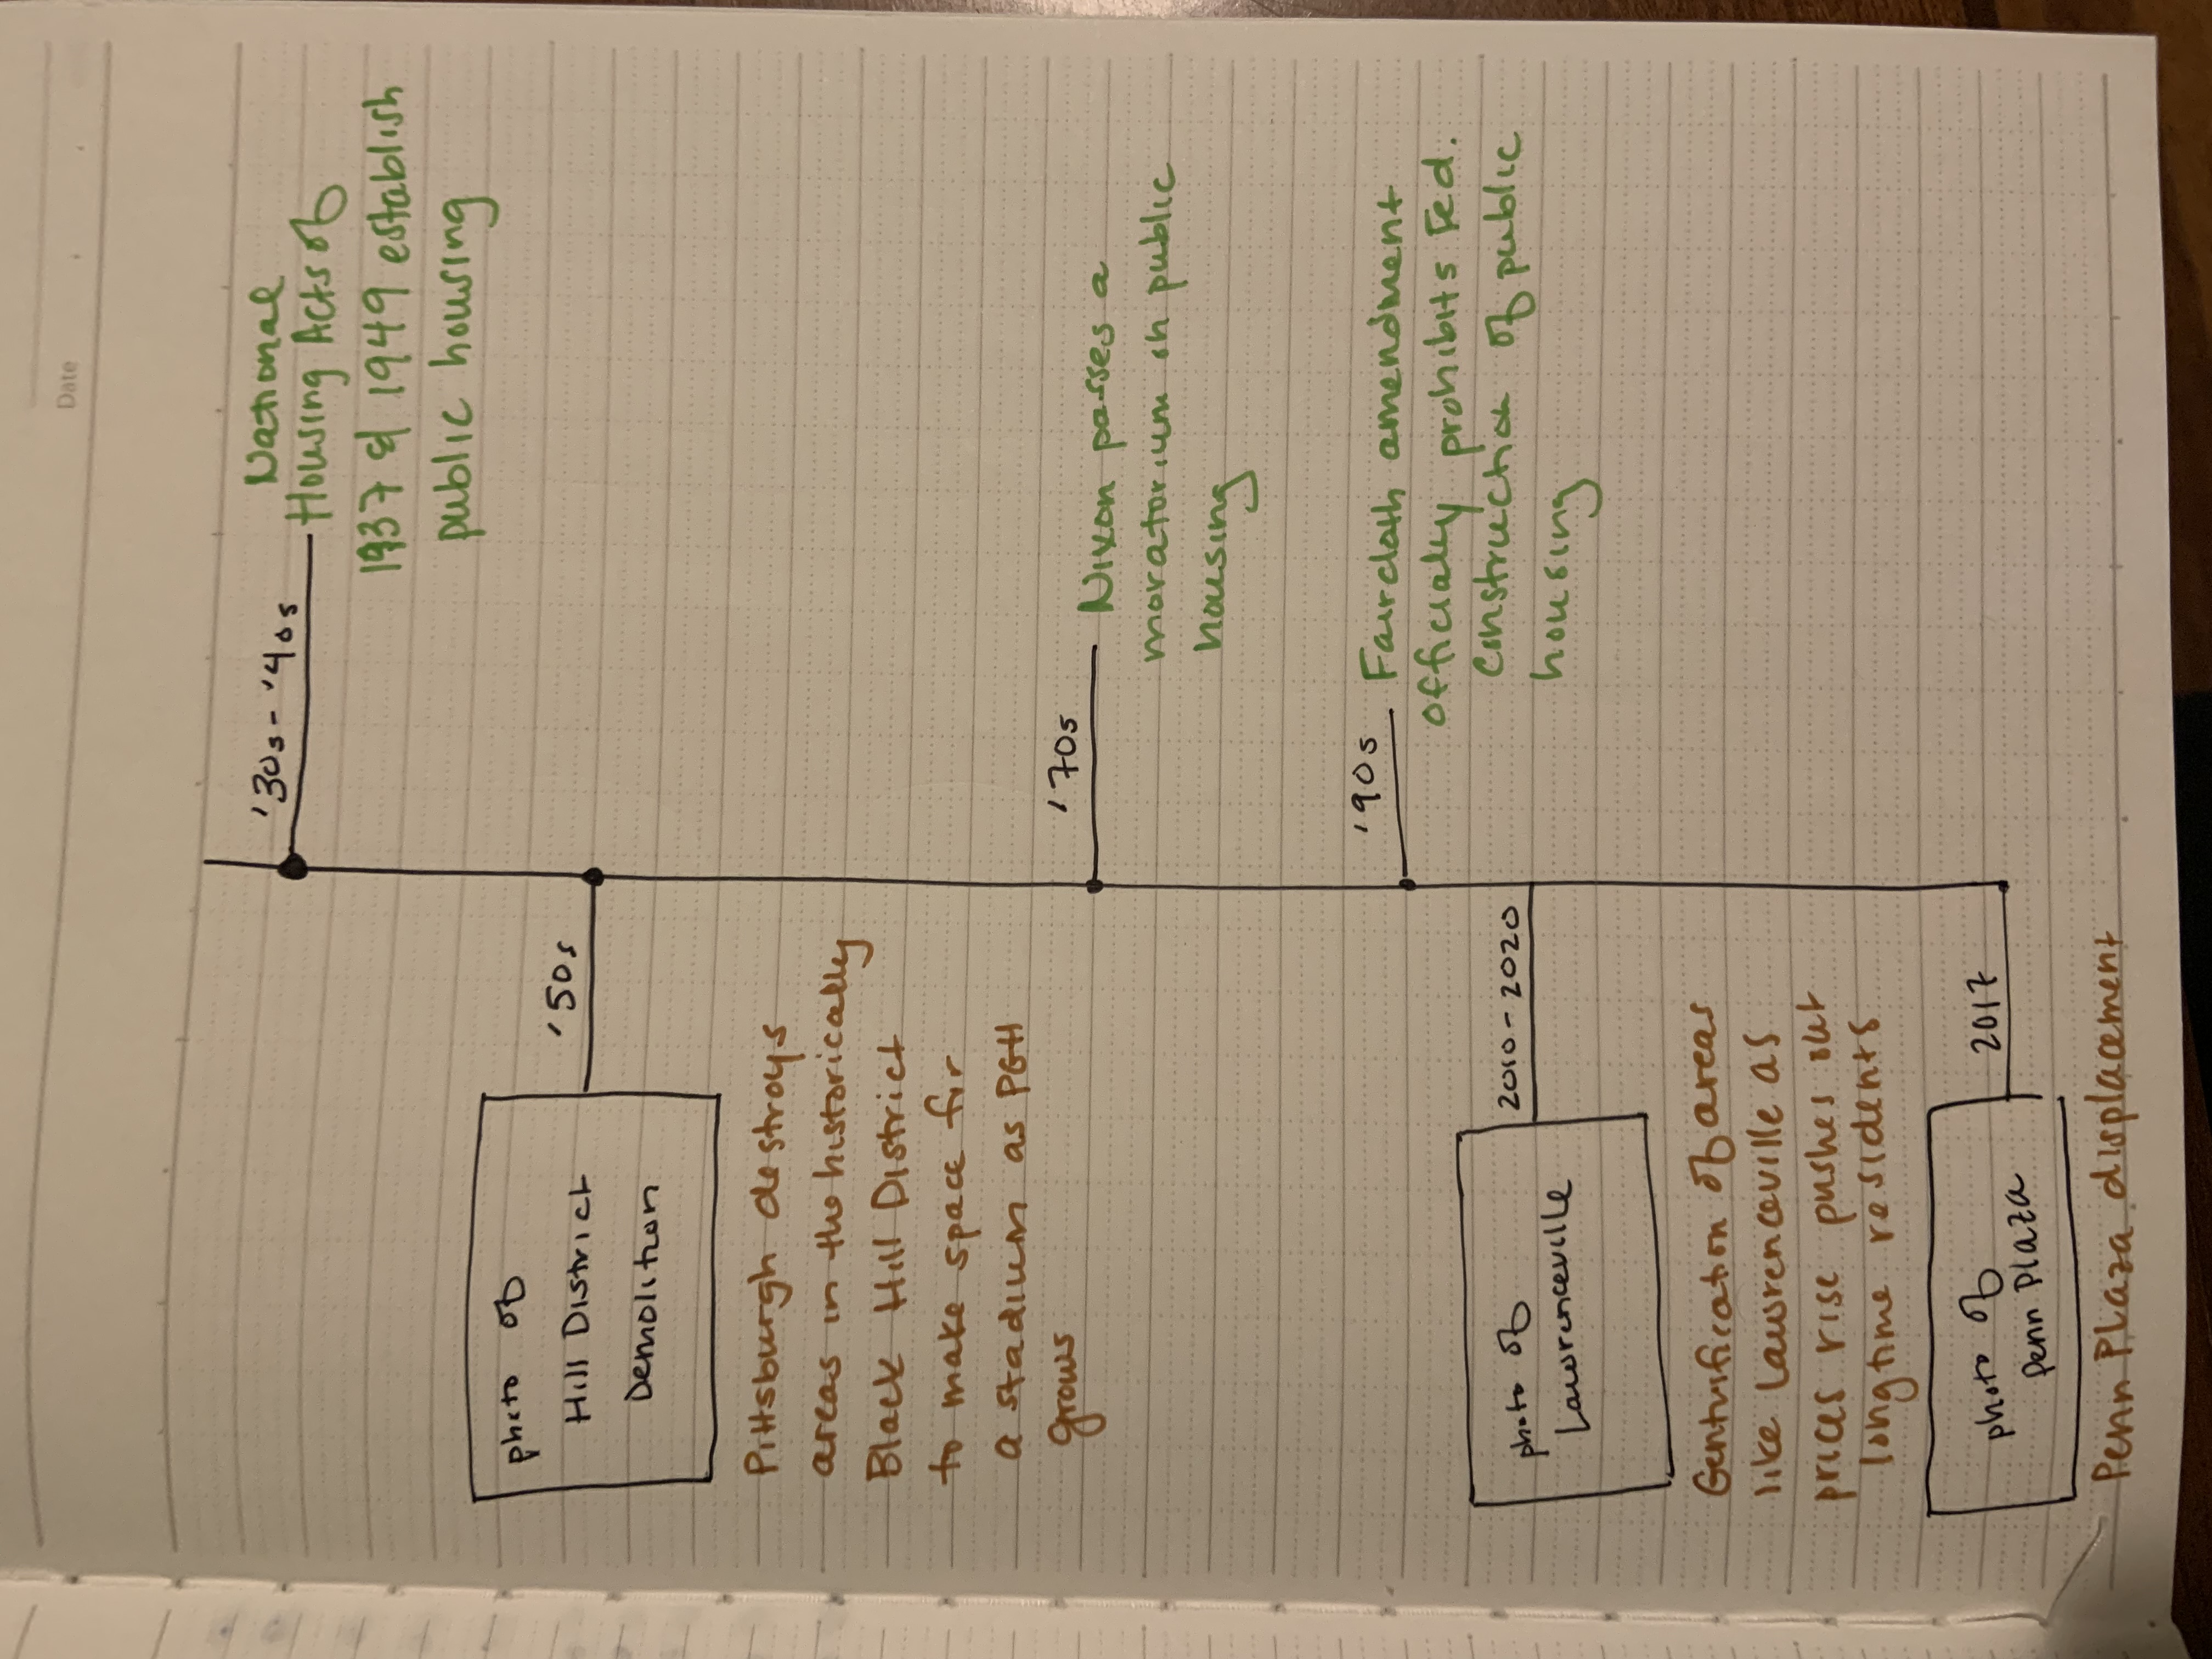 Date
'30s - '40s
National
Housing Acts of
1937 & 1949 establish
public housing
photo of
Hill District
Demolition
'50s
Pittsburgh destroys
areas in the historically
Black Hill District
to make space for
a stadium as PGH
grows
'70s
Nixon passes a
moratorium on public
housing
'90s
Faircloth amendment
officially prohibits Fed.
construction of public
housing
photo of
Lawrenceville
2010 - 2020
Gentrification of areas
like Lawrenceville as
prices rise pushes out
longtime residents
photo of
Penn Plaza
2017
Penn Plaza displacement